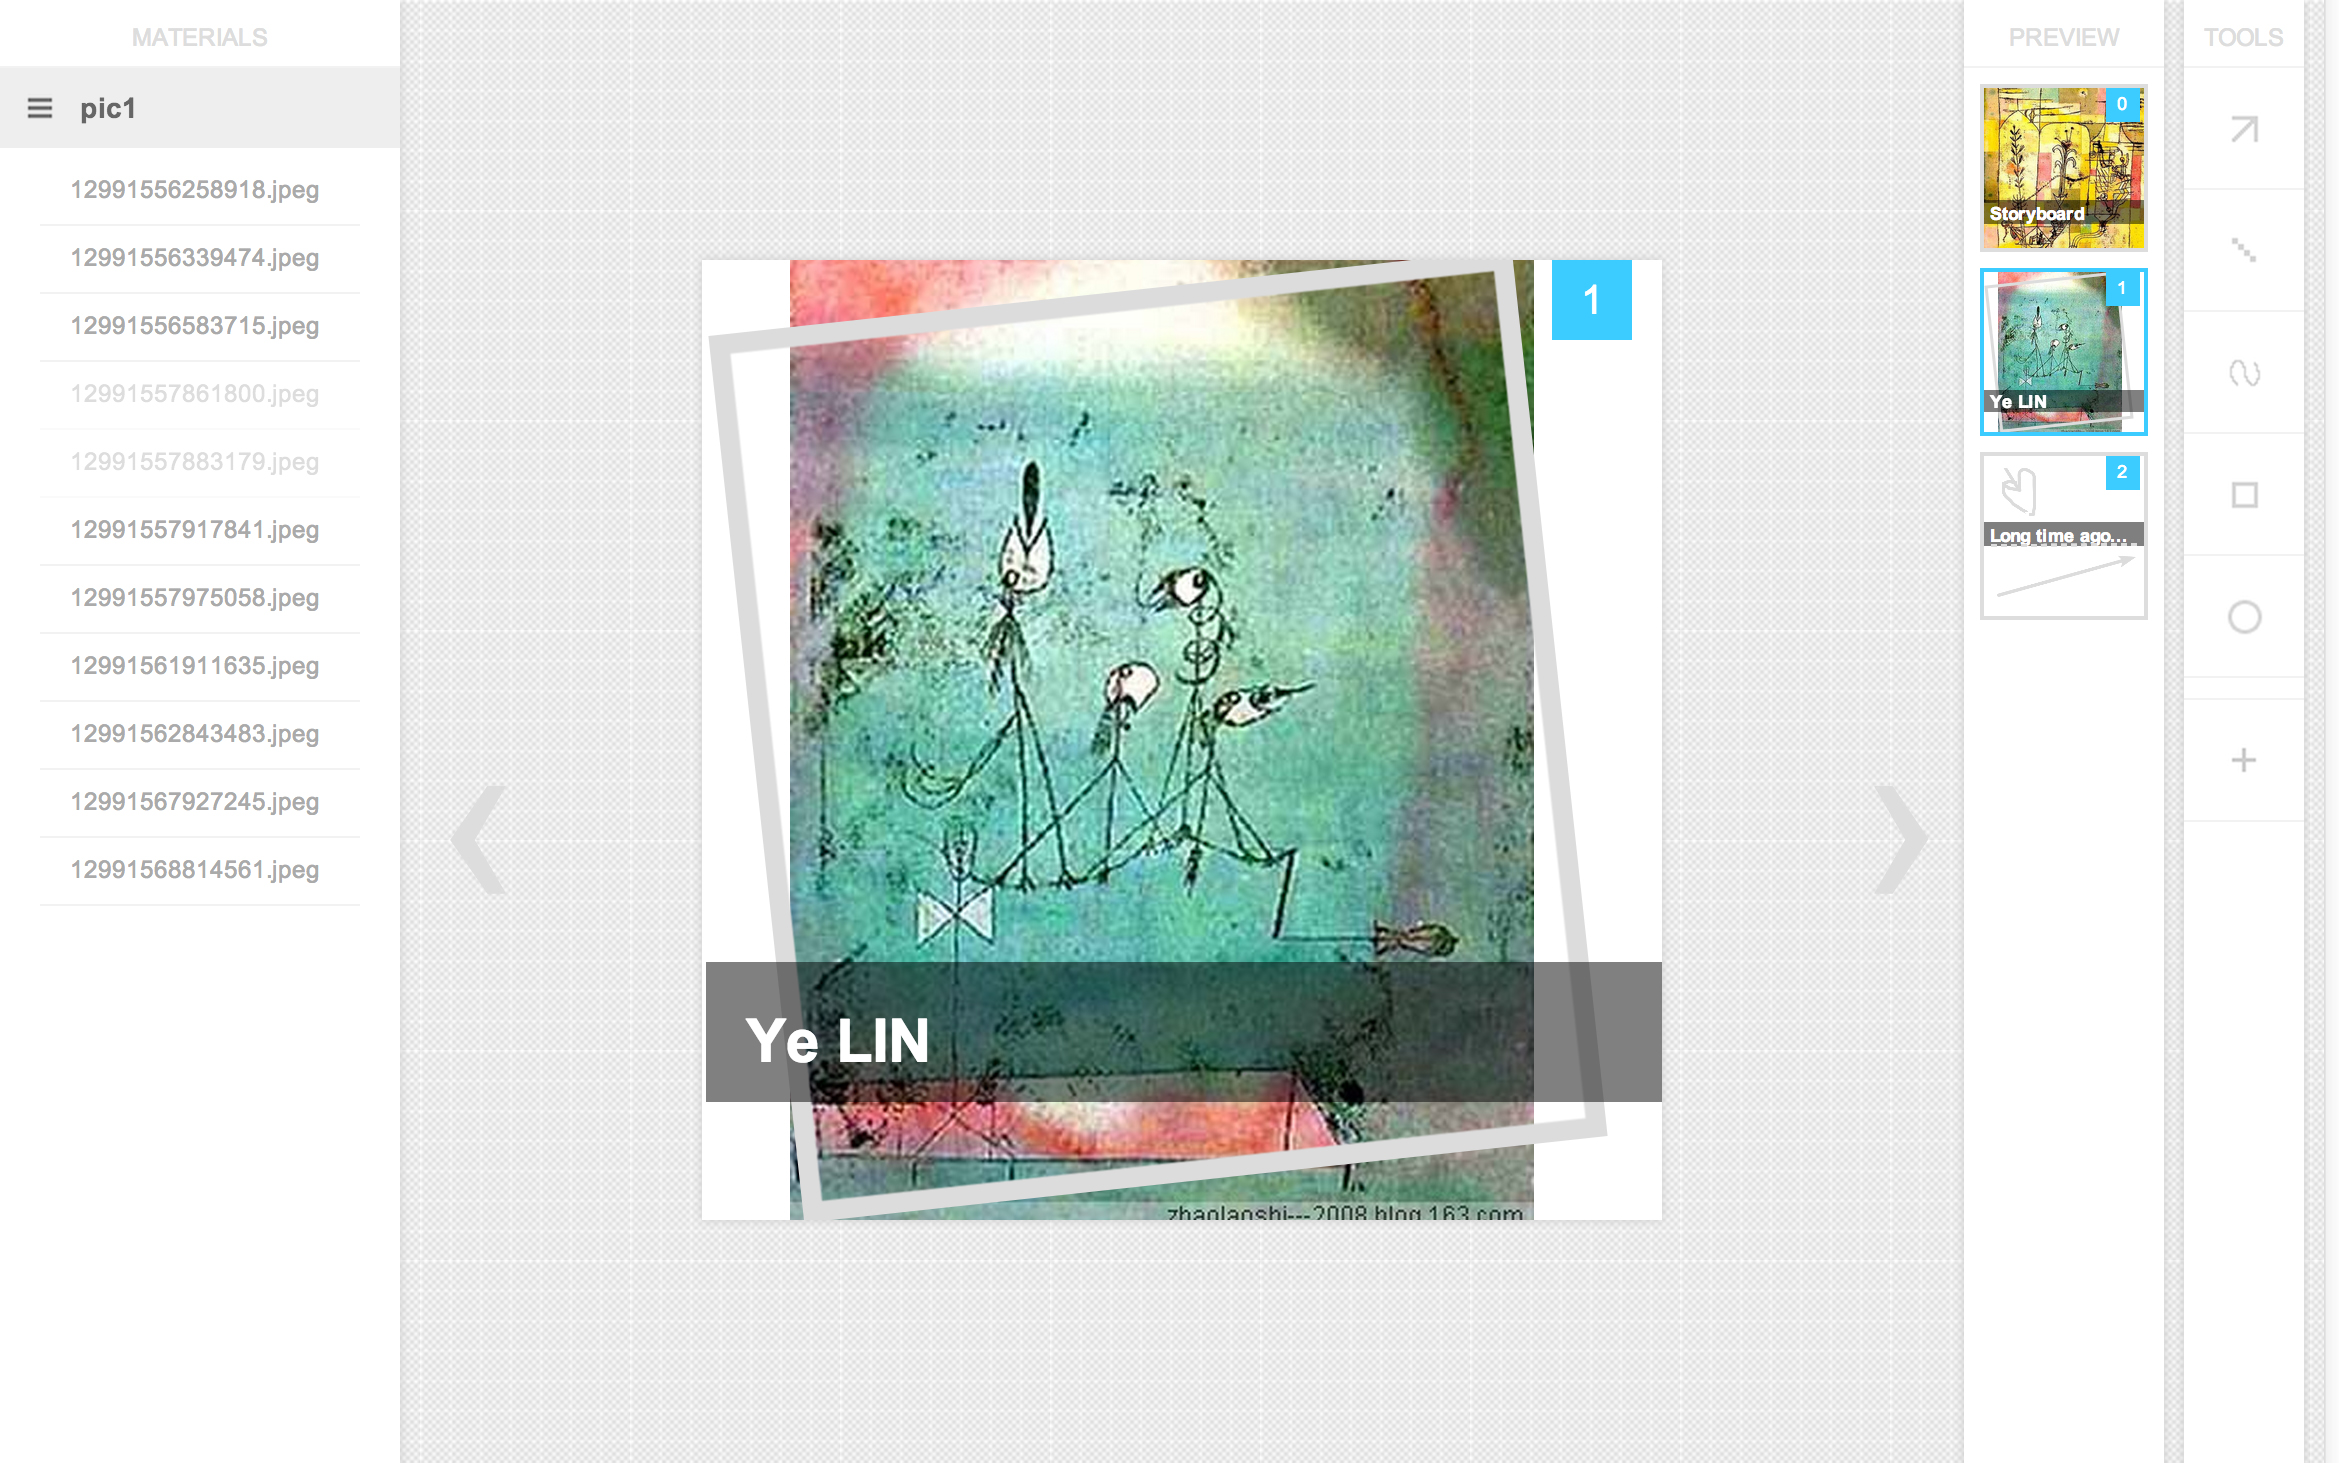 MATERIALS
pic1
12991556258918.jpeg
12991556339474.jpeg
12991556583715.jpeg
12991557861800.jpeg
12991557883179.jpeg
12991557917841.jpeg
12991557975058.jpeg
12991561911635.jpeg
12991562843483.jpeg
12991567927245.jpeg
12991568814561.jpeg
1
Ye LIN
zhaolaoshi---2008.blog.163.com
PREVIEW
0
Storyboard
1
Ye LIN
2
Long time ago...
TOOLS